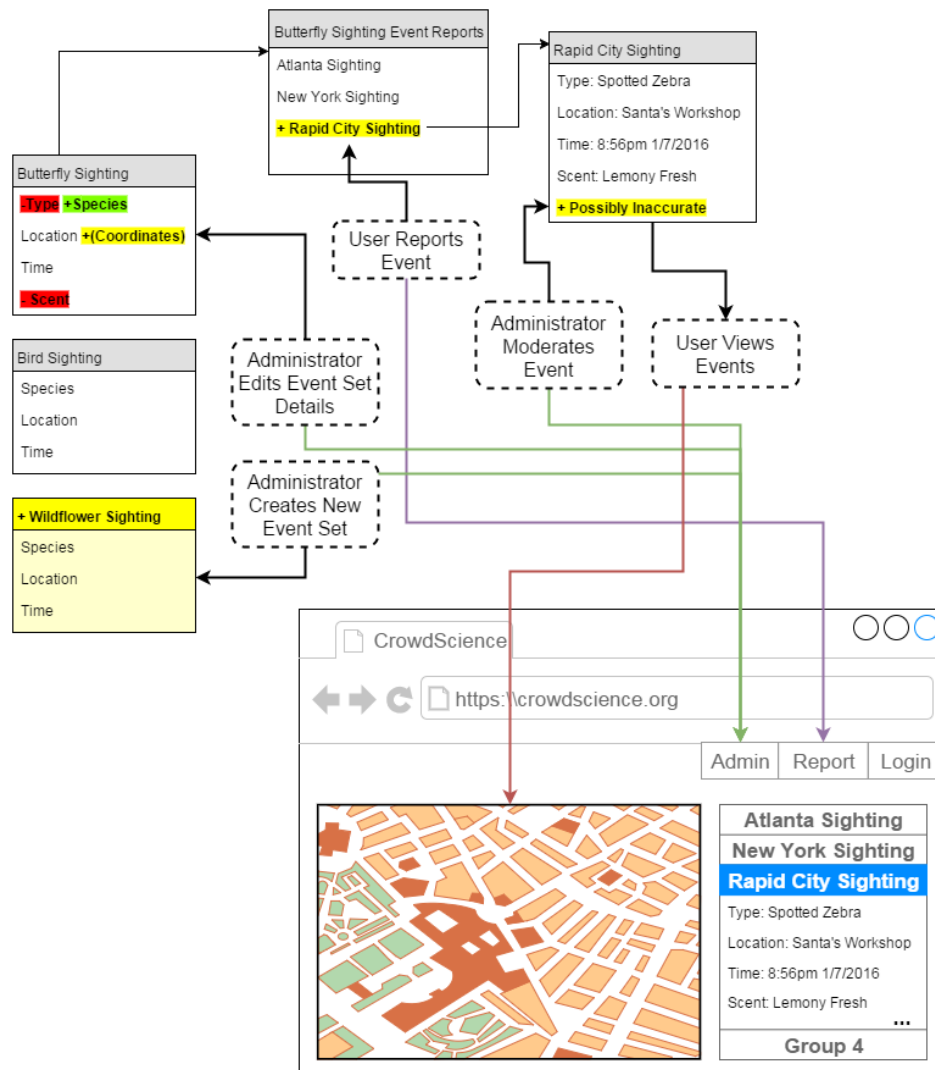 Butterfly Sighting Event Reports
Atlanta Sighting
New York Sighting
+ Rapid City Sighting
Rapid City Sighting
Type: Spotted Zebra
Location: Santa's Workshop
Time: 8:56pm 1/7/2016
Scent: Lemony Fresh
+ Possibly Inaccurate
Butterfly Sighting
-Type +Species
Location +(Coordinates)
Time
- Scent
User Reports
Event
Administrator
Moderates
Event
User Views
Events
Administrator
Edits Event Set
Details
Bird Sighting
Species
Location
Time
Administrator
Creates New
Event Set
+ Wildflower Sighting
Species
Location
Time
CrowdScience
https:\\crowdscience.org
Admin
Report
Login
Atlanta Sighting
New York Sighting
Rapid City Sighting
Type: Spotted Zebra
Location: Santa's Workshop
Time: 8:56pm 1/7/2016
Scent: Lemony Fresh
...
Group 4